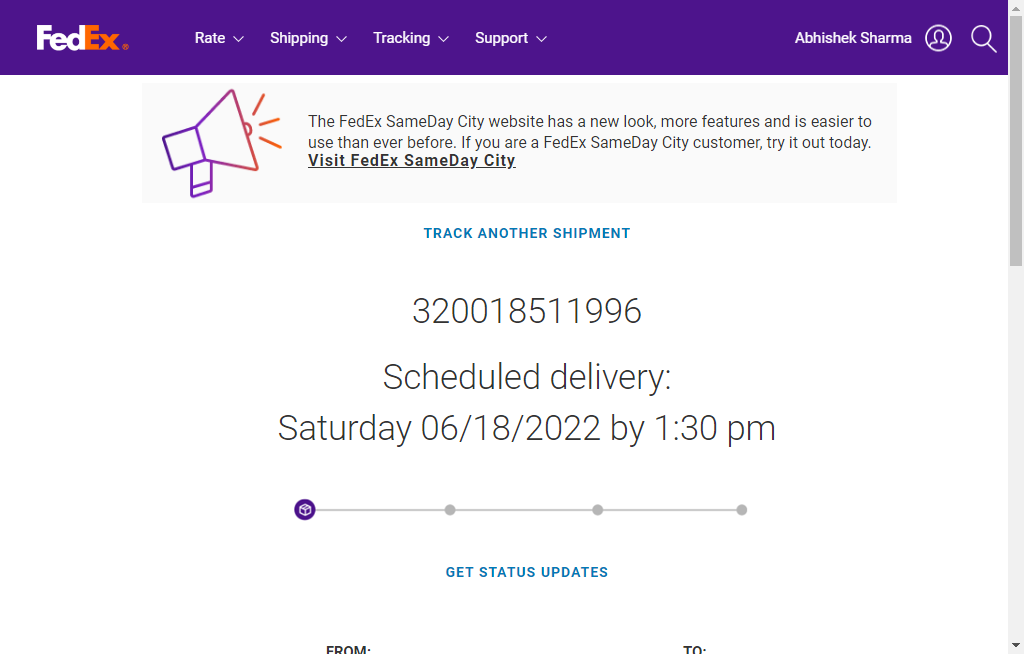 FedEx®
Rate Shipping Tracking Support Abhishek Sharma
The FedEx SameDay City website has a new look, more features and is easier to
use than ever before. If you are a FedEx SameDay City customer, try it out today.
Visit FedEx SameDay City
TRACK ANOTHER SHIPMENT
320018511996
Scheduled delivery:
Saturday 06/18/2022 by 1:30 pm
GET STATUS UPDATES
FROM: TO: